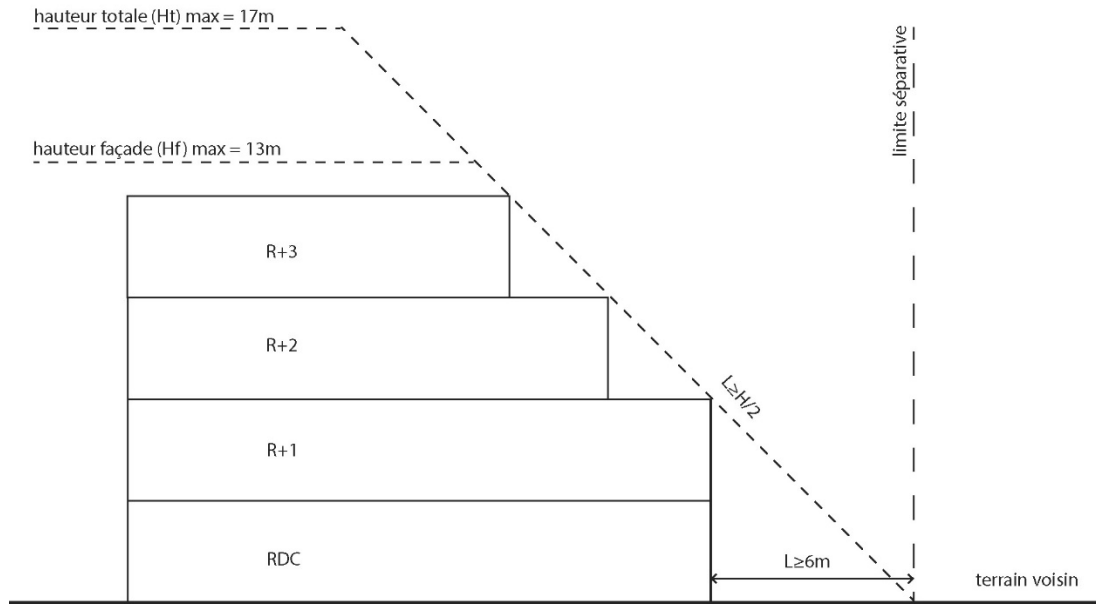 hauteur totale (Ht) max = 17m
limite séparative
hauteur façade (Hf) max = 13m
R+3
R+2
L≥H/2
R+1
RDC
L≥6m
terrain voisin